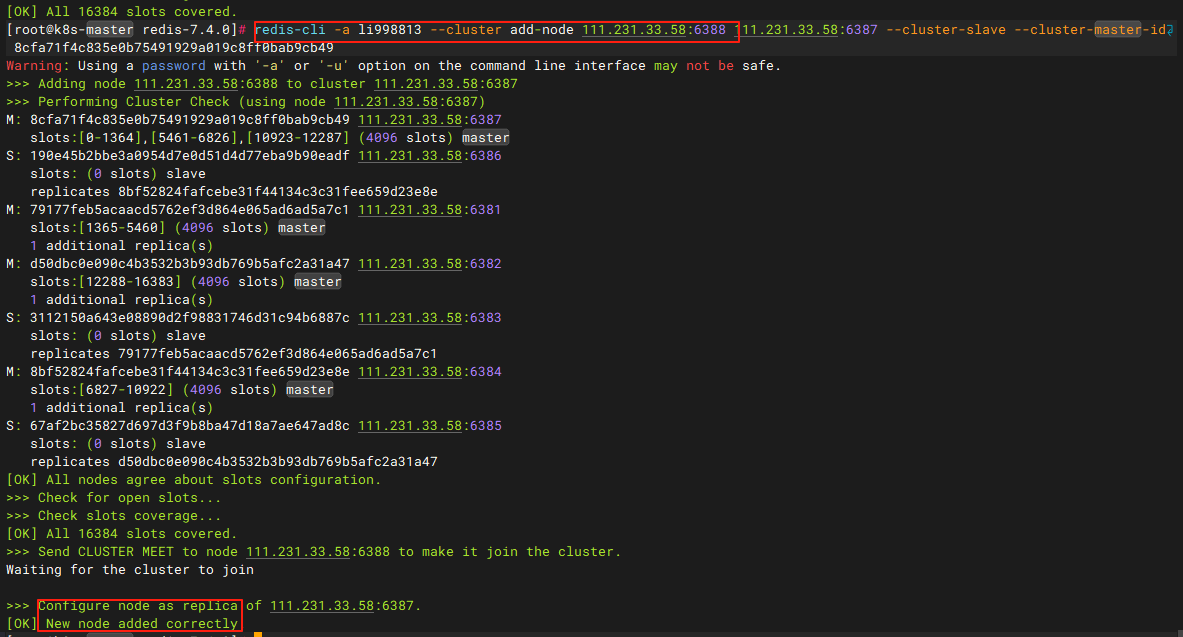 [OK] All 16384 slots covered.
[root@k8s-master redis-7.4.0]# redis-cli -a li998813 --cluster add-node 111.231.33.58:6388 111.231.33.58:6387 --cluster-slave --cluster-master-id
8cfa71f4c835e0b75491929a019c8ff0bab9cb49
Warning: Using a password with '-a' or '-u' option on the command line interface may not be safe.
>>> Adding node 111.231.33.58:6388 to cluster 111.231.33.58:6387
>>> Performing Cluster Check (using node 111.231.33.58:6387)
M: 8cfa71f4c835e0b75491929a019c8ff0bab9cb49 111.231.33.58:6387
slots:[0-1364],[5461-6826],[10923-12287] (4096 slots) master
S: 190e45b2bbe3a0954d7e0d51d4d77eba9b90eadf 111.231.33.58:6386
slots: (0 slots) slave
replicates 8bf52824fafcebe31f44134c3c31fee659d23e8e
M: 79177feb5acaacd5762ef3d864e065ad6ad5a7c1 111.231.33.58:6381
slots:[1365-5460] (4096 slots) master
1 additional replica(s)
M: d50dbc0e090c4b3532b3b93db769b5afc2a31a47 111.231.33.58:6382
slots:[12288-16383] (4096 slots) master
1 additional replica(s)
S: 3112150a643e08890d2f98831746d31c94b6887c 111.231.33.58:6383
slots: (0 slots) slave
replicates 79177feb5acaacd5762ef3d864e065ad6ad5a7c1
M: 8bf52824fafcebe31f44134c3c31fee659d23e8e 111.231.33.58:6384
slots:[6827-10922] (4096 slots) master
1 additional replica(s)
S: 67af2bc35827d697d3f9b8ba47d18a7ae647ad8c 111.231.33.58:6385
slots: (0 slots) slave
replicates d50dbc0e090c4b3532b3b93db769b5afc2a31a47
[OK] All nodes agree about slots configuration.
>>> Check for open slots...
>>> Check slots coverage...
[OK] All 16384 slots covered.
>>> Send CLUSTER MEET to node 111.231.33.58:6388 to make it join the cluster.
Waiting for the cluster to join
>>> Configure node as replica of 111.231.33.58:6387.
[OK] New node added correctly